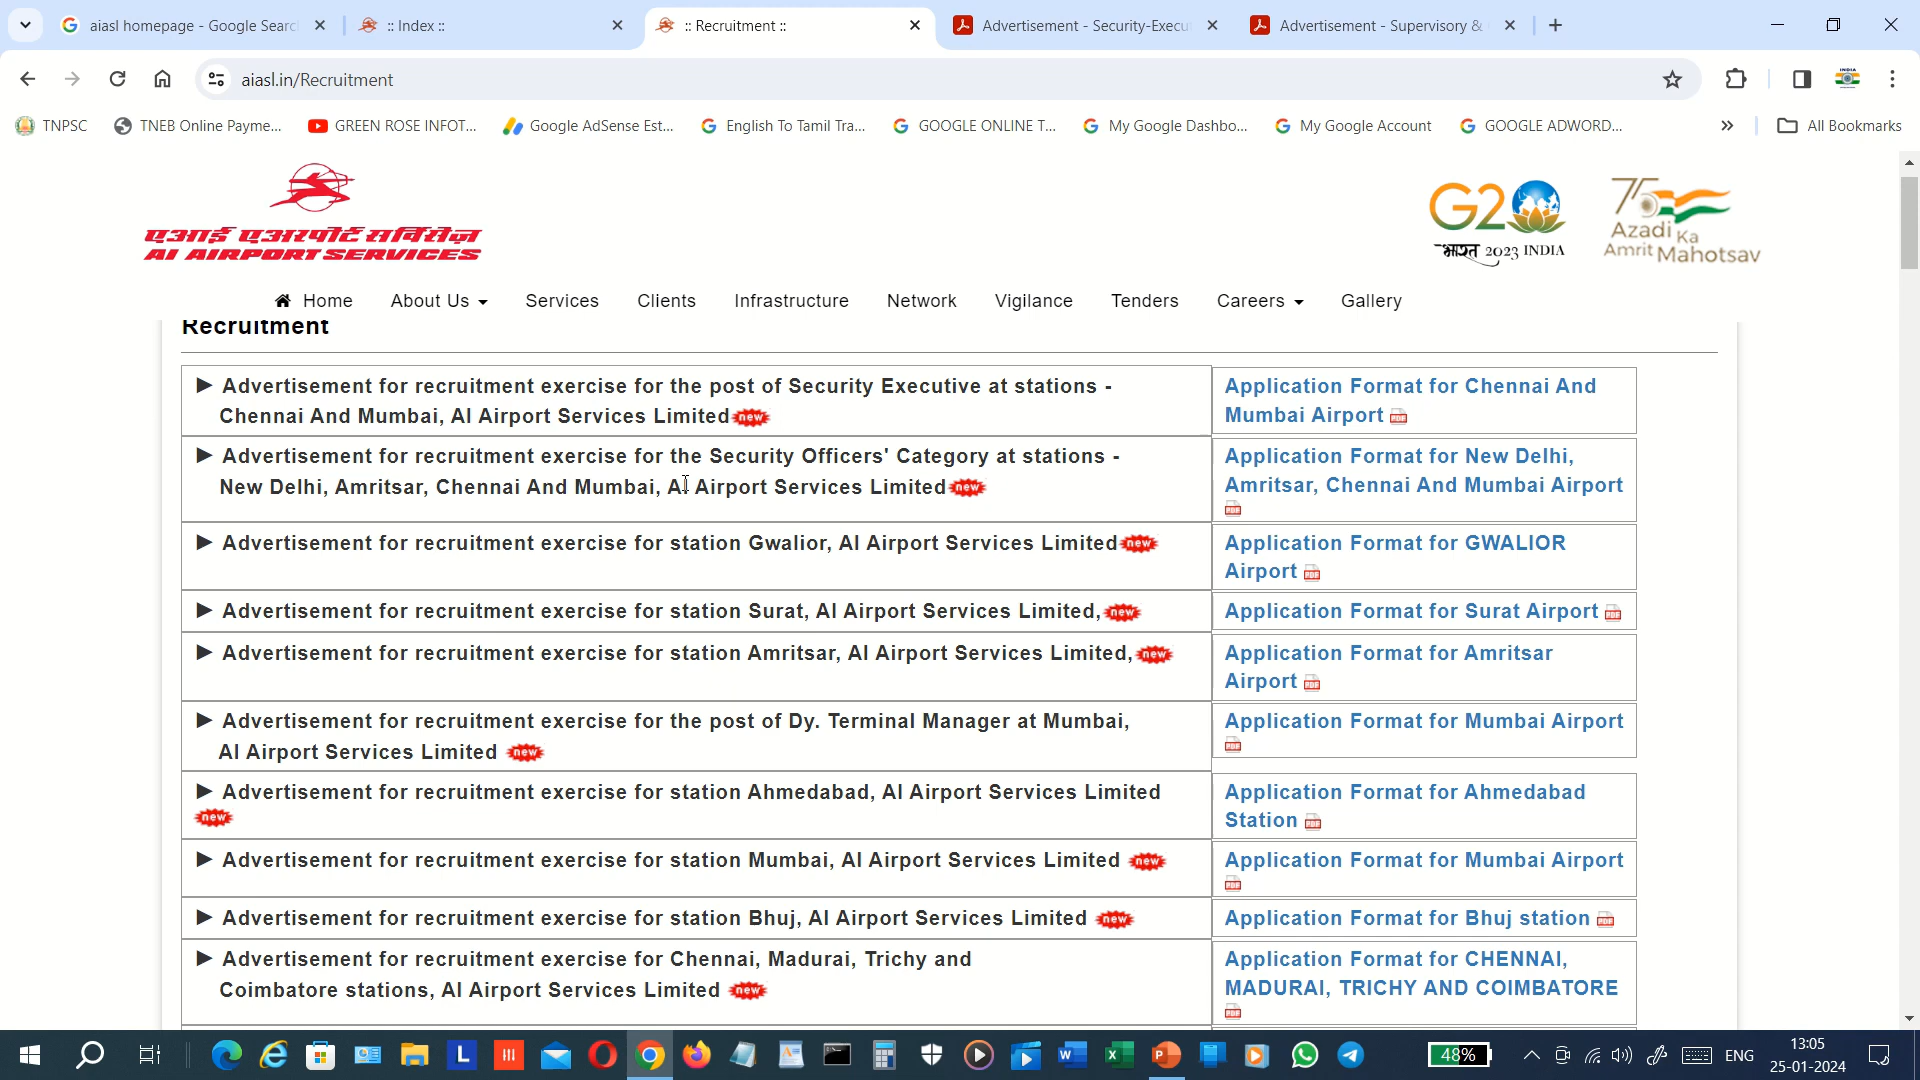 aiasl homepage - Google Searc
:: Index ::
:: Recruitment ::
Advertisement - Security-Execu
Advertisement - Supervisory &
aiasl.in/Recruitment
TNPSC
TNEB Online Payme...
GREEN ROSE INFOT...
Google AdSense Est...
English To Tamil Tra...
GOOGLE ONLINE T...
My Google Dashbo...
My Google Account
GOOGLE ADWORD...
All Bookmarks
एआई एअरपोर्ट सर्विसेज़
AI AIRPORT SERVICES
G20
भारत 2023 INDIA
75
Azadi Ka
Amrit Mahotsav
Home
About Us
Services
Clients
Infrastructure
Network
Vigilance
Tenders
Careers
Gallery
Recruitment
Advertisement for recruitment exercise for the post of Security Executive at stations -
Chennai And Mumbai, AI Airport Services Limited new
Application Format for Chennai And
Mumbai Airport
Advertisement for recruitment exercise for the Security Officers' Category at stations -
New Delhi, Amritsar, Chennai And Mumbai, AI Airport Services Limited new
Application Format for New Delhi,
Amritsar, Chennai And Mumbai Airport
Advertisement for recruitment exercise for station Gwalior, AI Airport Services Limited new
Application Format for GWALIOR
Airport
Advertisement for recruitment exercise for station Surat, AI Airport Services Limited, new
Application Format for Surat Airport
Advertisement for recruitment exercise for station Amritsar, AI Airport Services Limited, new
Application Format for Amritsar
Airport
Advertisement for recruitment exercise for the post of Dy. Terminal Manager at Mumbai,
AI Airport Services Limited new
Application Format for Mumbai Airport
Advertisement for recruitment exercise for station Ahmedabad, AI Airport Services Limited
new
Application Format for Ahmedabad
Station
Advertisement for recruitment exercise for station Mumbai, AI Airport Services Limited new
Application Format for Mumbai Airport
Advertisement for recruitment exercise for station Bhuj, AI Airport Services Limited new
Application Format for Bhuj station
Advertisement for recruitment exercise for Chennai, Madurai, Trichy and
Coimbatore stations, AI Airport Services Limited new
Application Format for CHENNAI,
MADURAI, TRICHY AND COIMBATORE
48%
ENG
13:05
25-01-2024